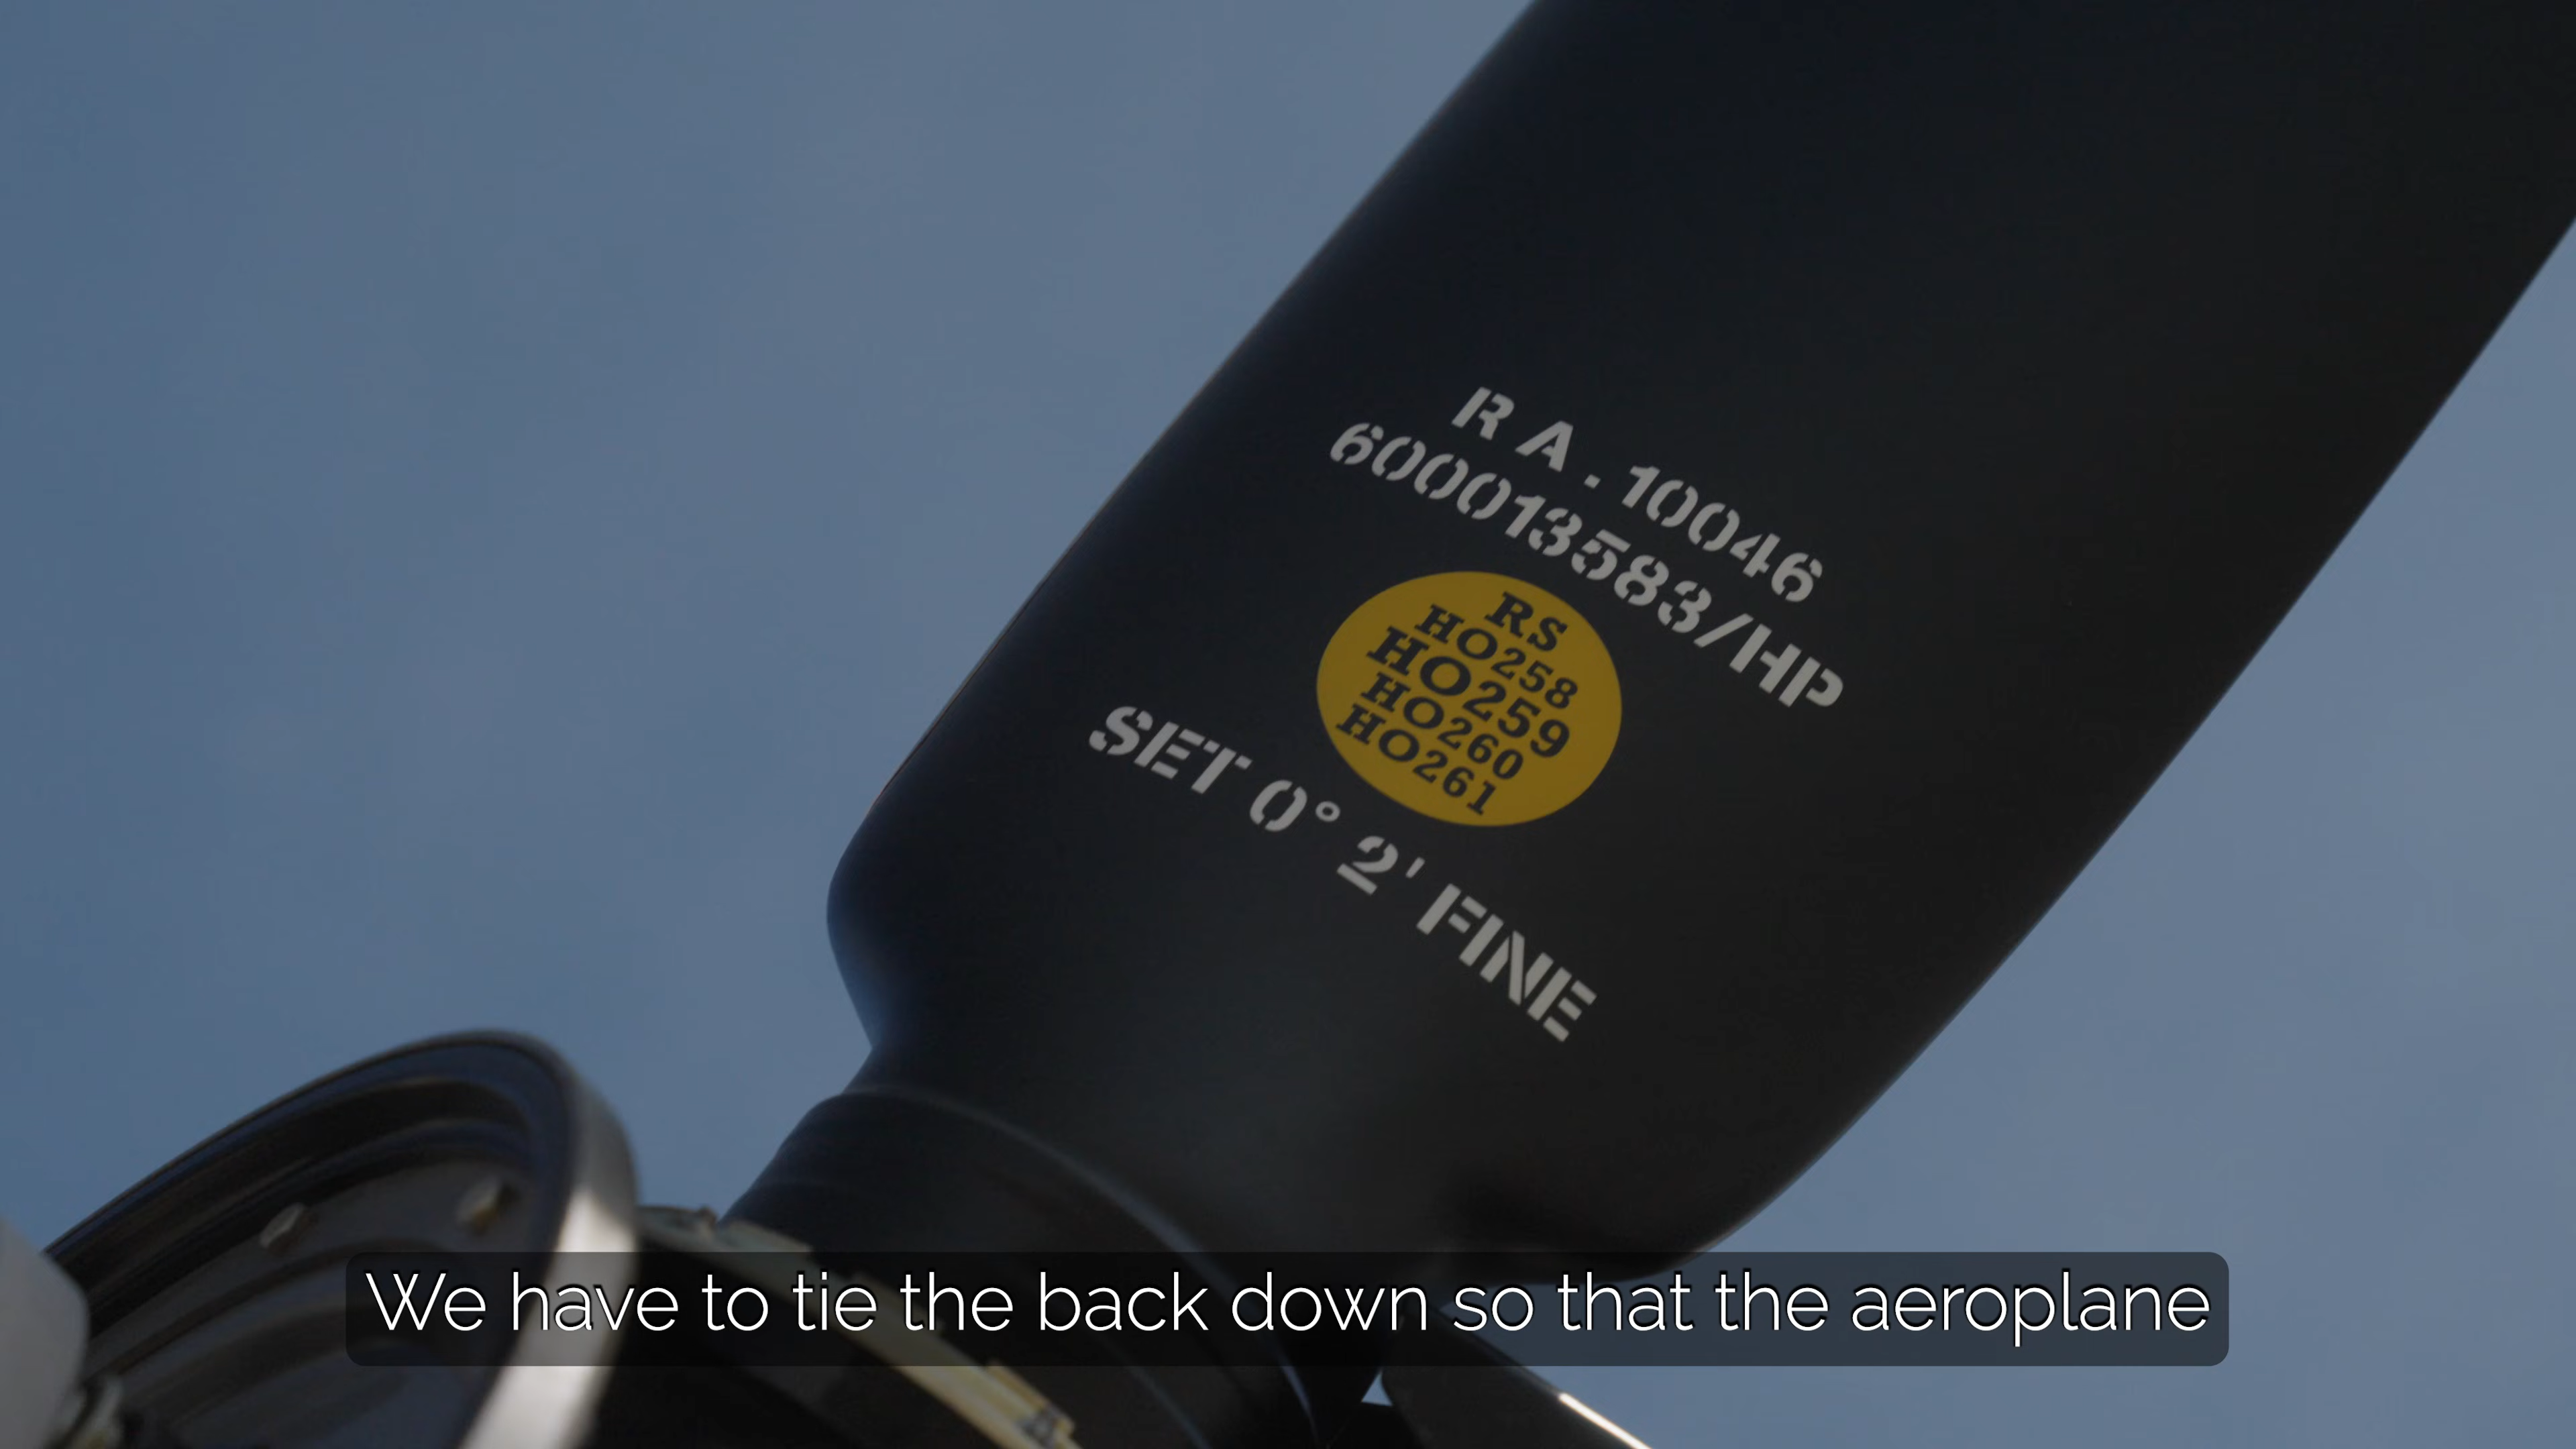 R A . 10046
600013583/HP
RS
HO258
HO259
HO260
HO261
SET 0° 2' FINE
We have to tie the back down so that the aeroplane